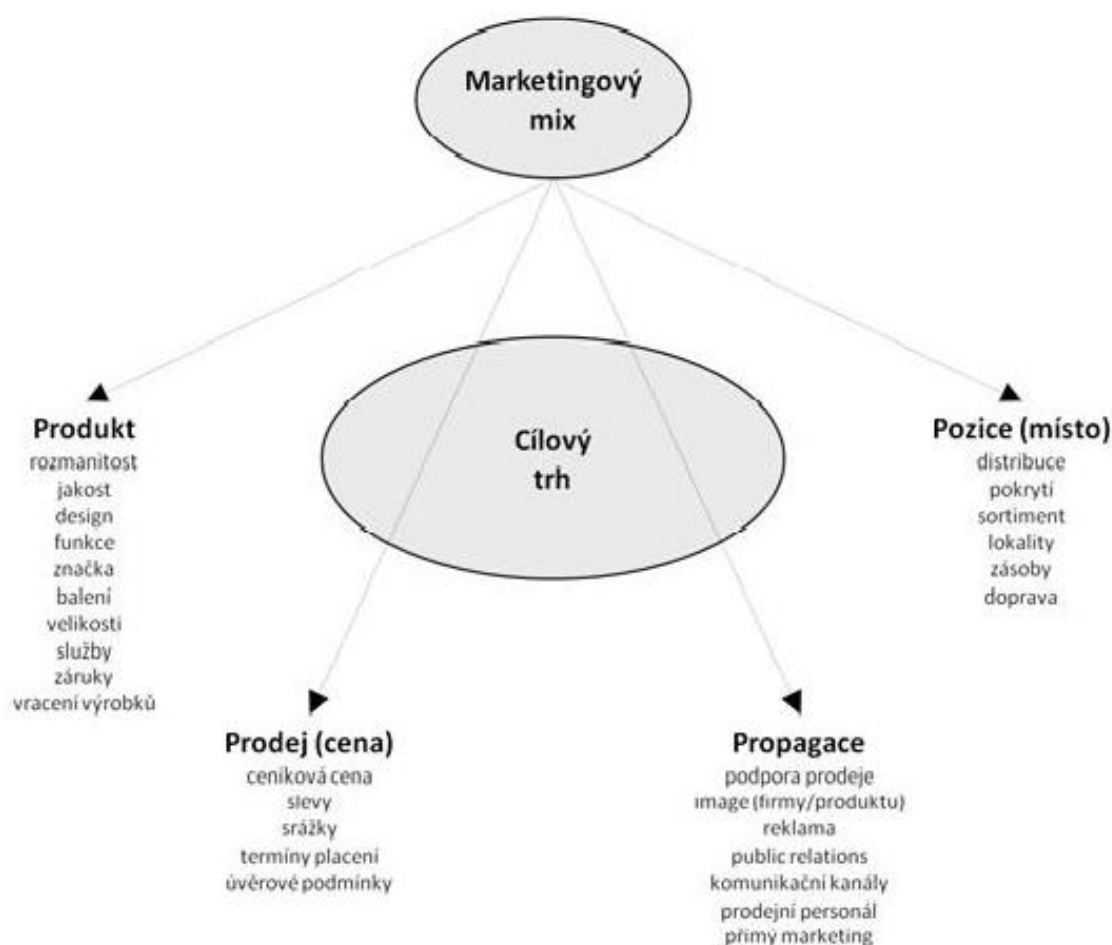 Marketingový
mix
Cílový
trh
Produkt
rozmanitost
jakost
design
funkce
značka
balení
velikosti
služby
záruky
vracení výrobků
Pozice (místo)
distribuce
pokrytí
sortiment
lokality
zásoby
doprava
Prodej (cena)
ceníková cena
slevy
srážky
termíny placení
úvěrové podmínky
Propagace
podpora prodeje
image (firmy/produktu)
reklama
public relations
komunikační kanály
prodejní personál
přímý marketing